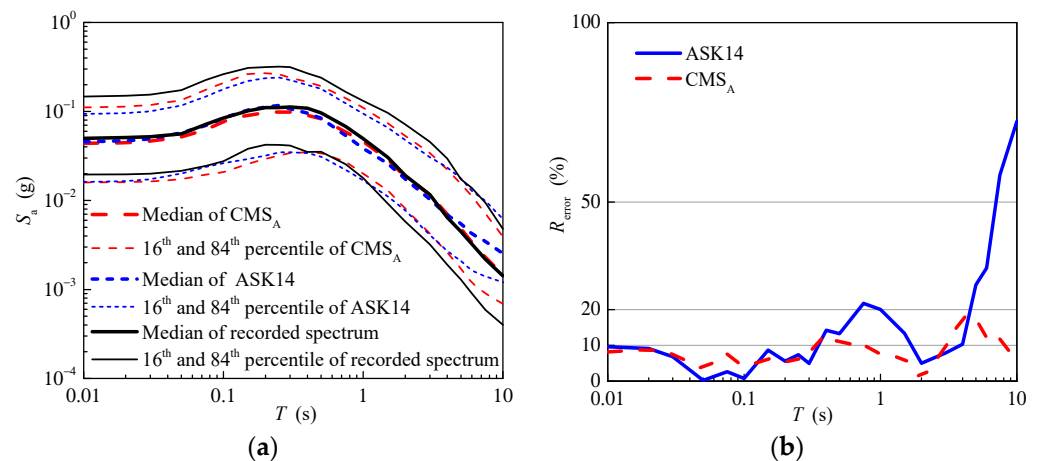 10^0
10^-1
10^-2
10^-3
10^-4
S_a (g)
Median of CMS_A
16^th and 84^th percentile of CMS_A
Median of ASK14
16^th and 84^th percentile of ASK14
Median of recorded spectrum
16^th and 84^th percentile of recorded spectrum
0.01 0.1 1 10
T (s)
(a)
100
50
20
10
0
R_error (%)
ASK14
CMS_A
0.01 0.1 1 10
T (s)
(b)